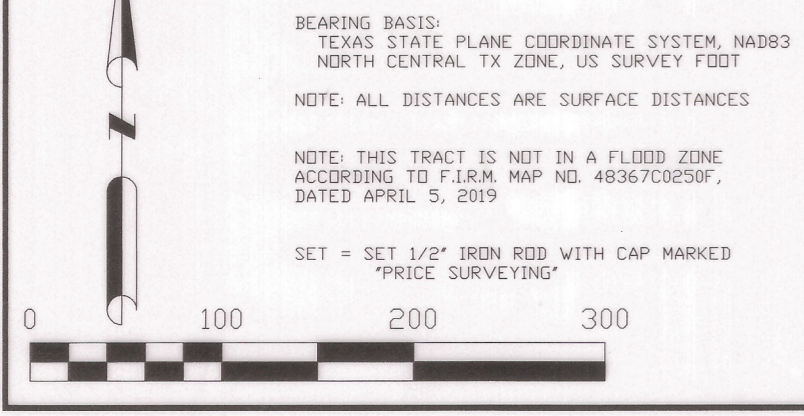 BEARING BASIS:
TEXAS STATE PLANE COORDINATE SYSTEM, NAD83
NORTH CENTRAL TX ZONE, US SURVEY FOOT
NOTE: ALL DISTANCES ARE SURFACE DISTANCES
NOTE: THIS TRACT IS NOT IN A FLOOD ZONE
ACCORDING TO F.I.R.M. MAP NO. 48367C0250F,
DATED APRIL 5, 2019
SET = SET 1/2" IRON ROD WITH CAP MARKED
"PRICE SURVEYING"
N
0 100 200 300